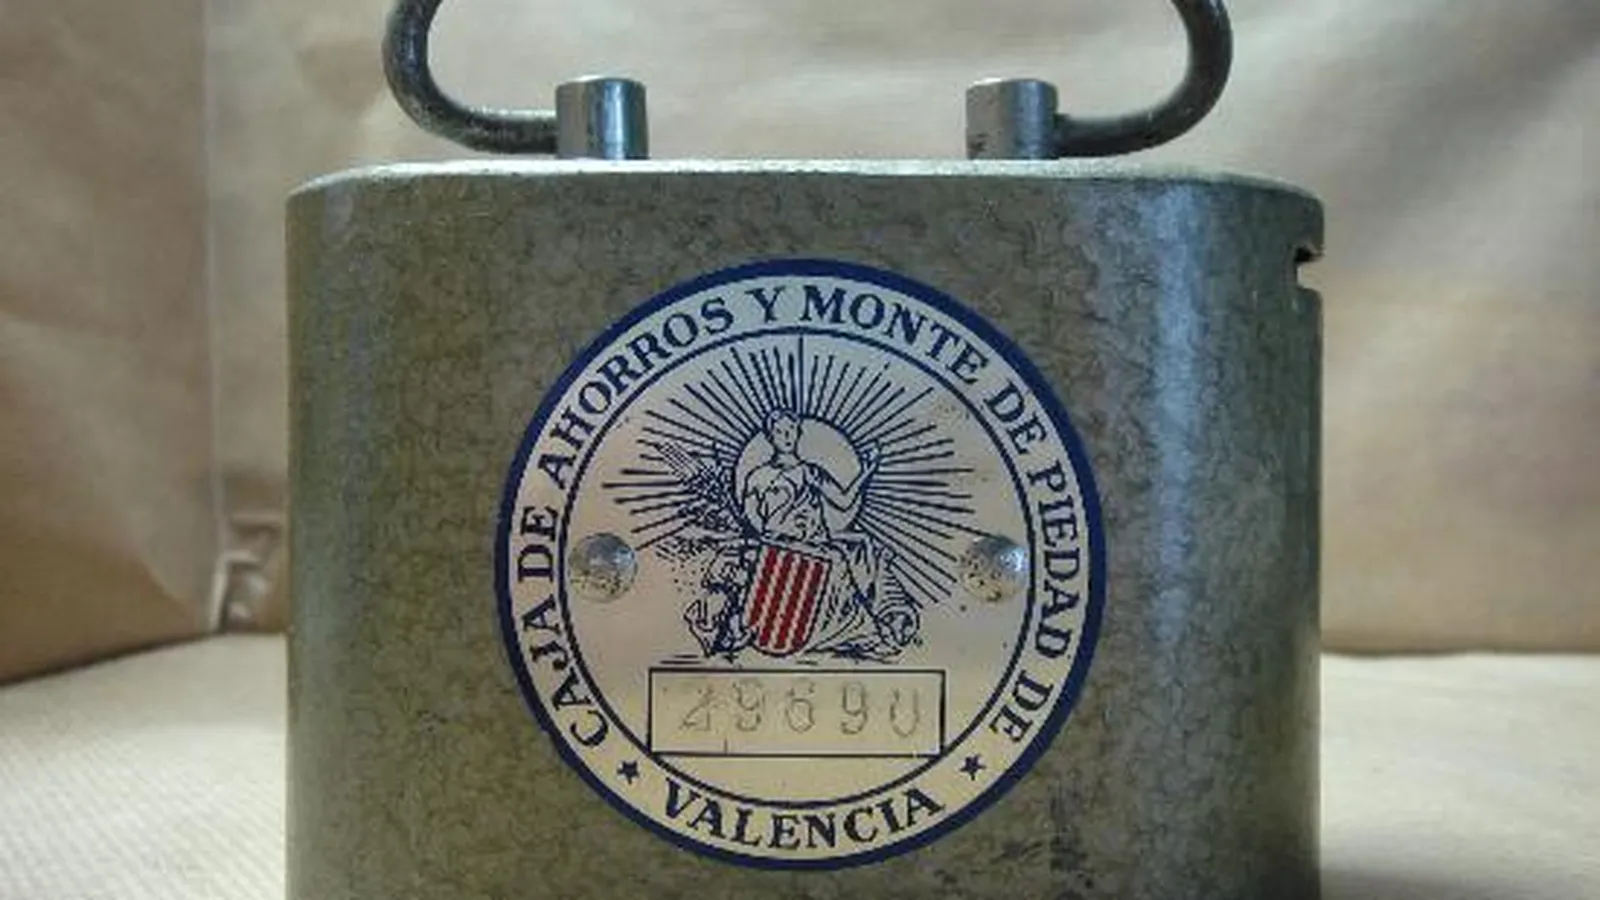 CAJA DE AHORROS Y MONTE DE PIEDAD DE
VALENCIA
29690